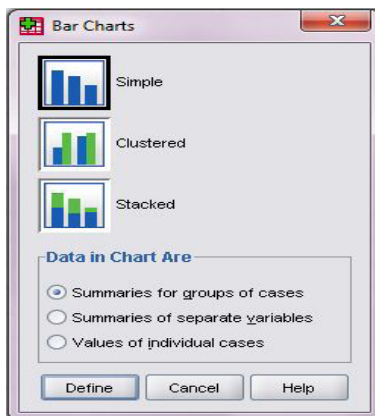 Bar Charts
Simple
Clustered
Stacked
Data in Chart Are
Summaries for groups of cases
Summaries of separate variables
Values of individual cases
Define Cancel Help